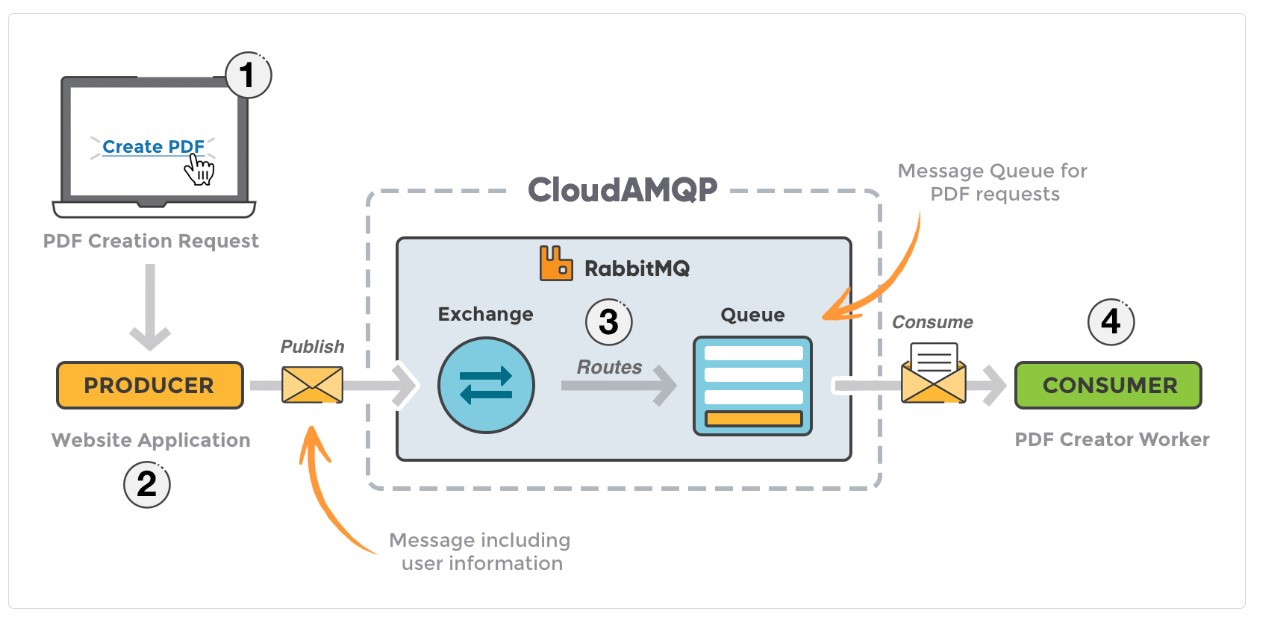 1
Create PDF
PDF Creation Request
PRODUCER
Website Application
2
Publish
Message including
user information
CloudAMQP
RabbitMQ
Exchange
3
Routes
Queue
Message Queue for
PDF requests
Consume
4
CONSUMER
PDF Creator Worker